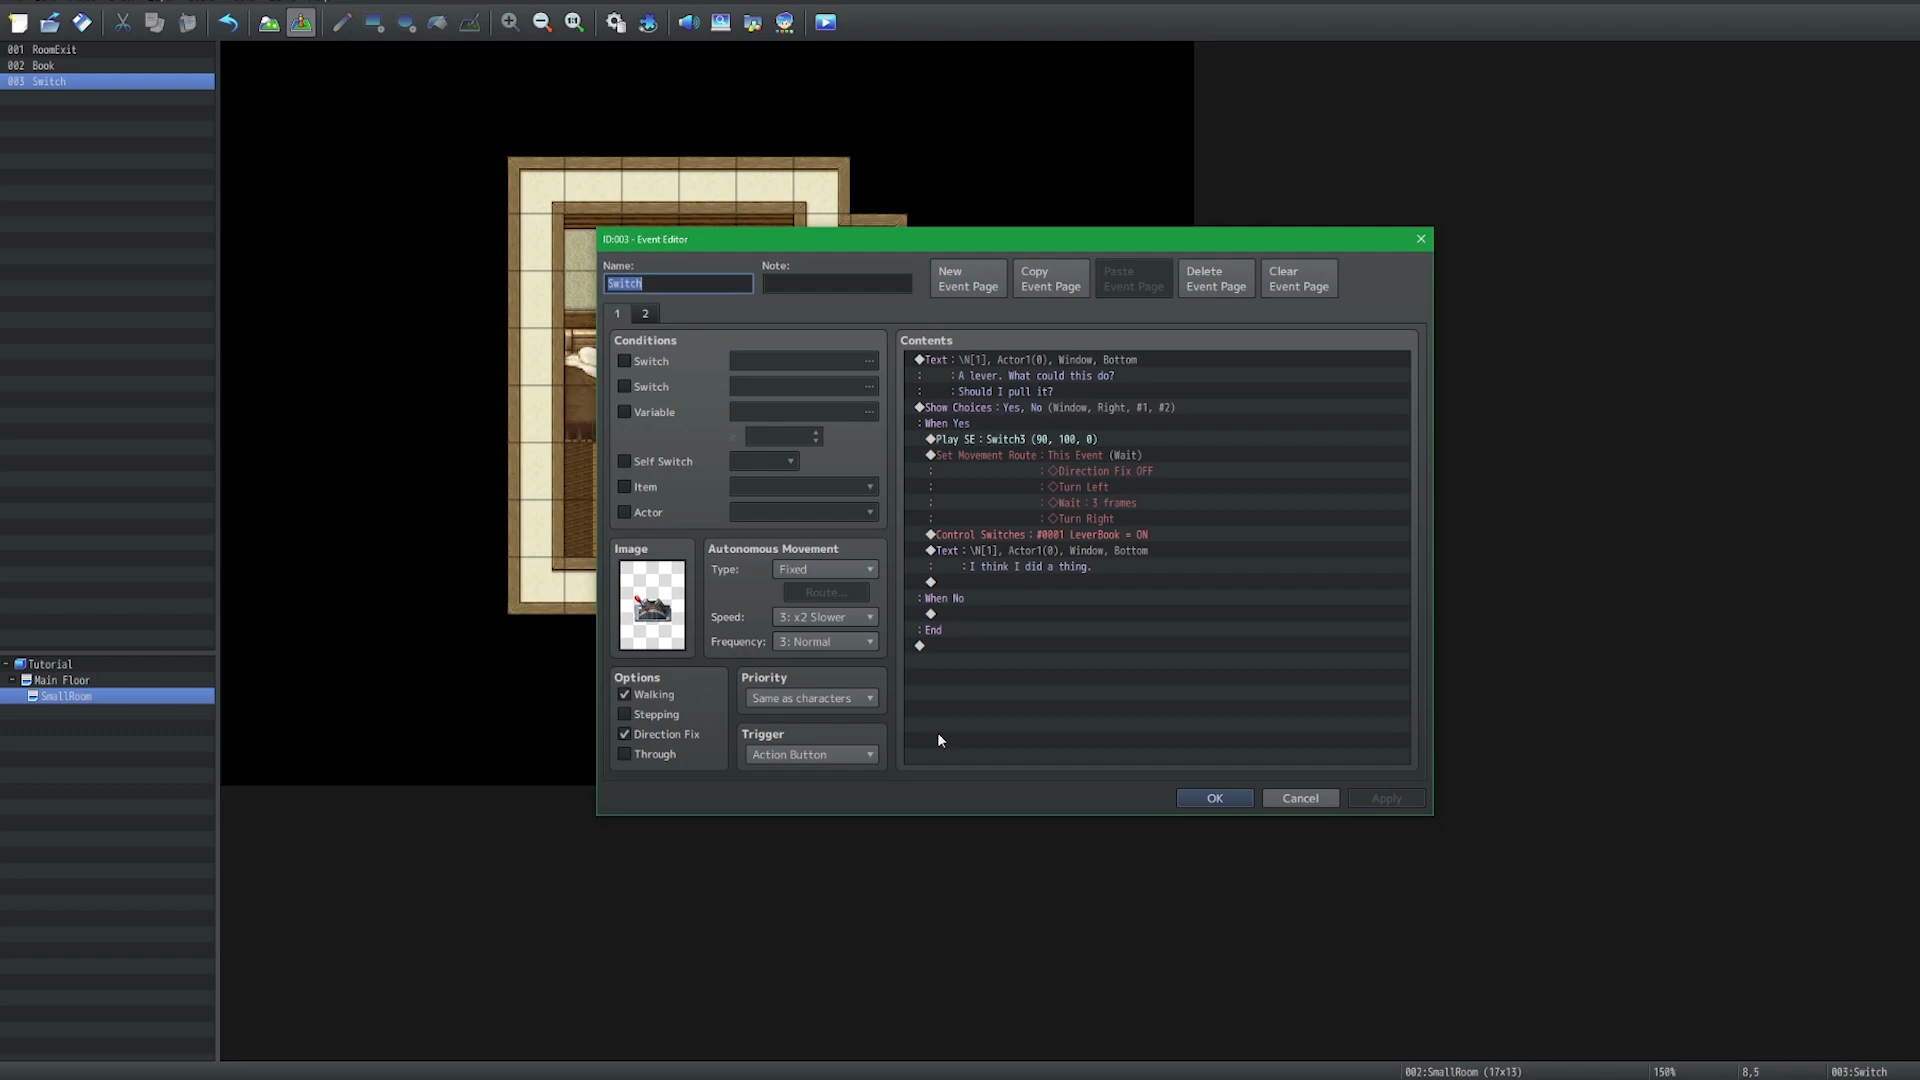 001 RoomExit
002 Book
003 Switch
ID:003 - Event Editor
Name:
Note:
Switch
New Event Page
Copy Event Page
Paste Event Page
Delete Event Page
Clear Event Page
1 2
Conditions
Switch ...
Switch ...
Variable ...
≥
Self Switch
Item
Actor
Image
Autonomous Movement
Type: Fixed
Route...
Speed: 3: x2 Slower
Frequency: 3: Normal
Options
Walking
Stepping
Direction Fix
Through
Priority
Same as characters
Trigger
Action Button
Contents
◆Text : \N[1], Actor1(0), Window, Bottom
: : A lever. What could this do?
: : Should I pull it?
◆Show Choices : Yes, No (Window, Right, #1, #2)
: When Yes
◆Play SE : Switch3 (90, 100, 0)
◆Set Movement Route : This Event (Wait)
: : ◇Direction Fix OFF
: : ◇Turn Left
: : ◇Wait : 3 frames
: : ◇Turn Right
◆Control Switches : #0001 LeverBook = ON
◆Text : \N[1], Actor1(0), Window, Bottom
: : I think I did a thing.
◆
: When No
◆
: End
◆
OK Cancel Apply
Tutorial
Main Floor
SmallRoom
002:SmallRoom (17x13) 150% 8,5 003:Switch